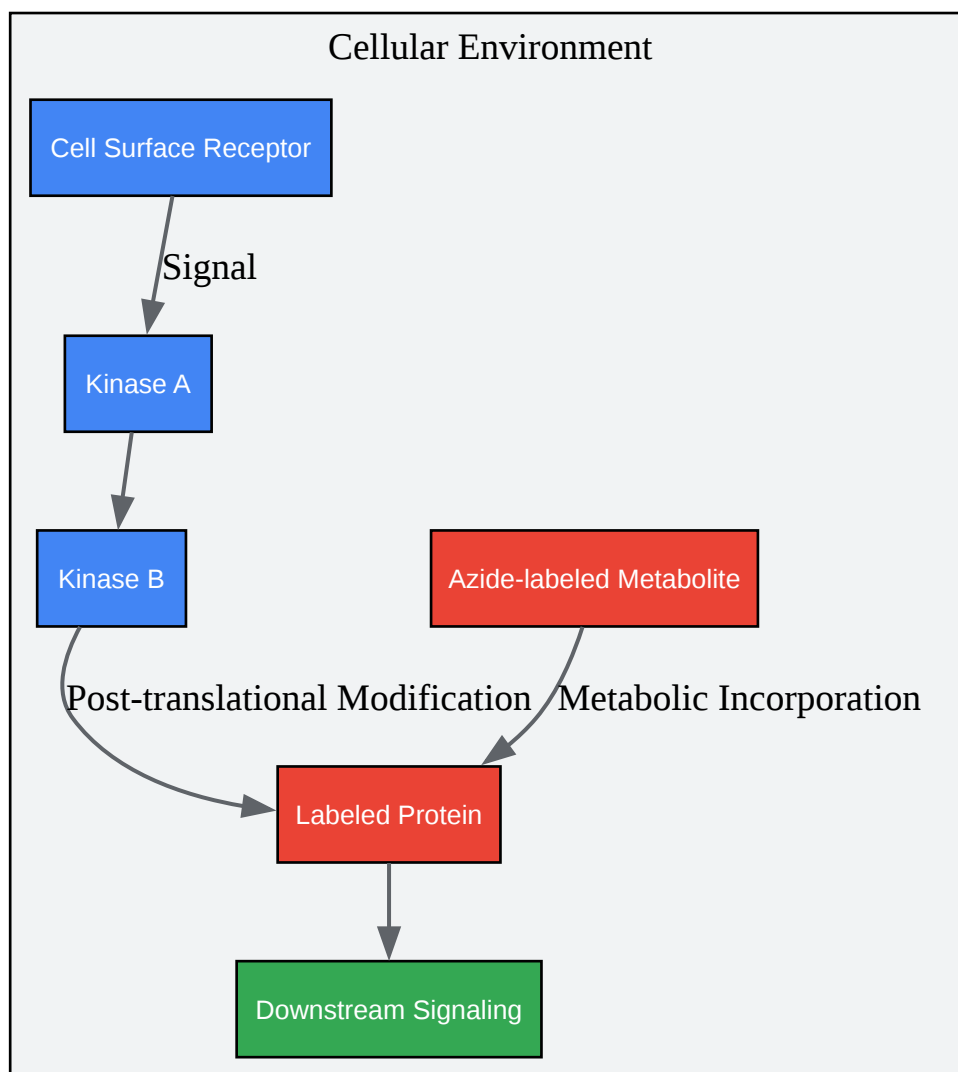 Cellular Environment
Cell Surface Receptor
Signal
Kinase A
Kinase B
Azide-labeled Metabolite
Post-translational Modification
Metabolic Incorporation
Labeled Protein
Downstream Signaling